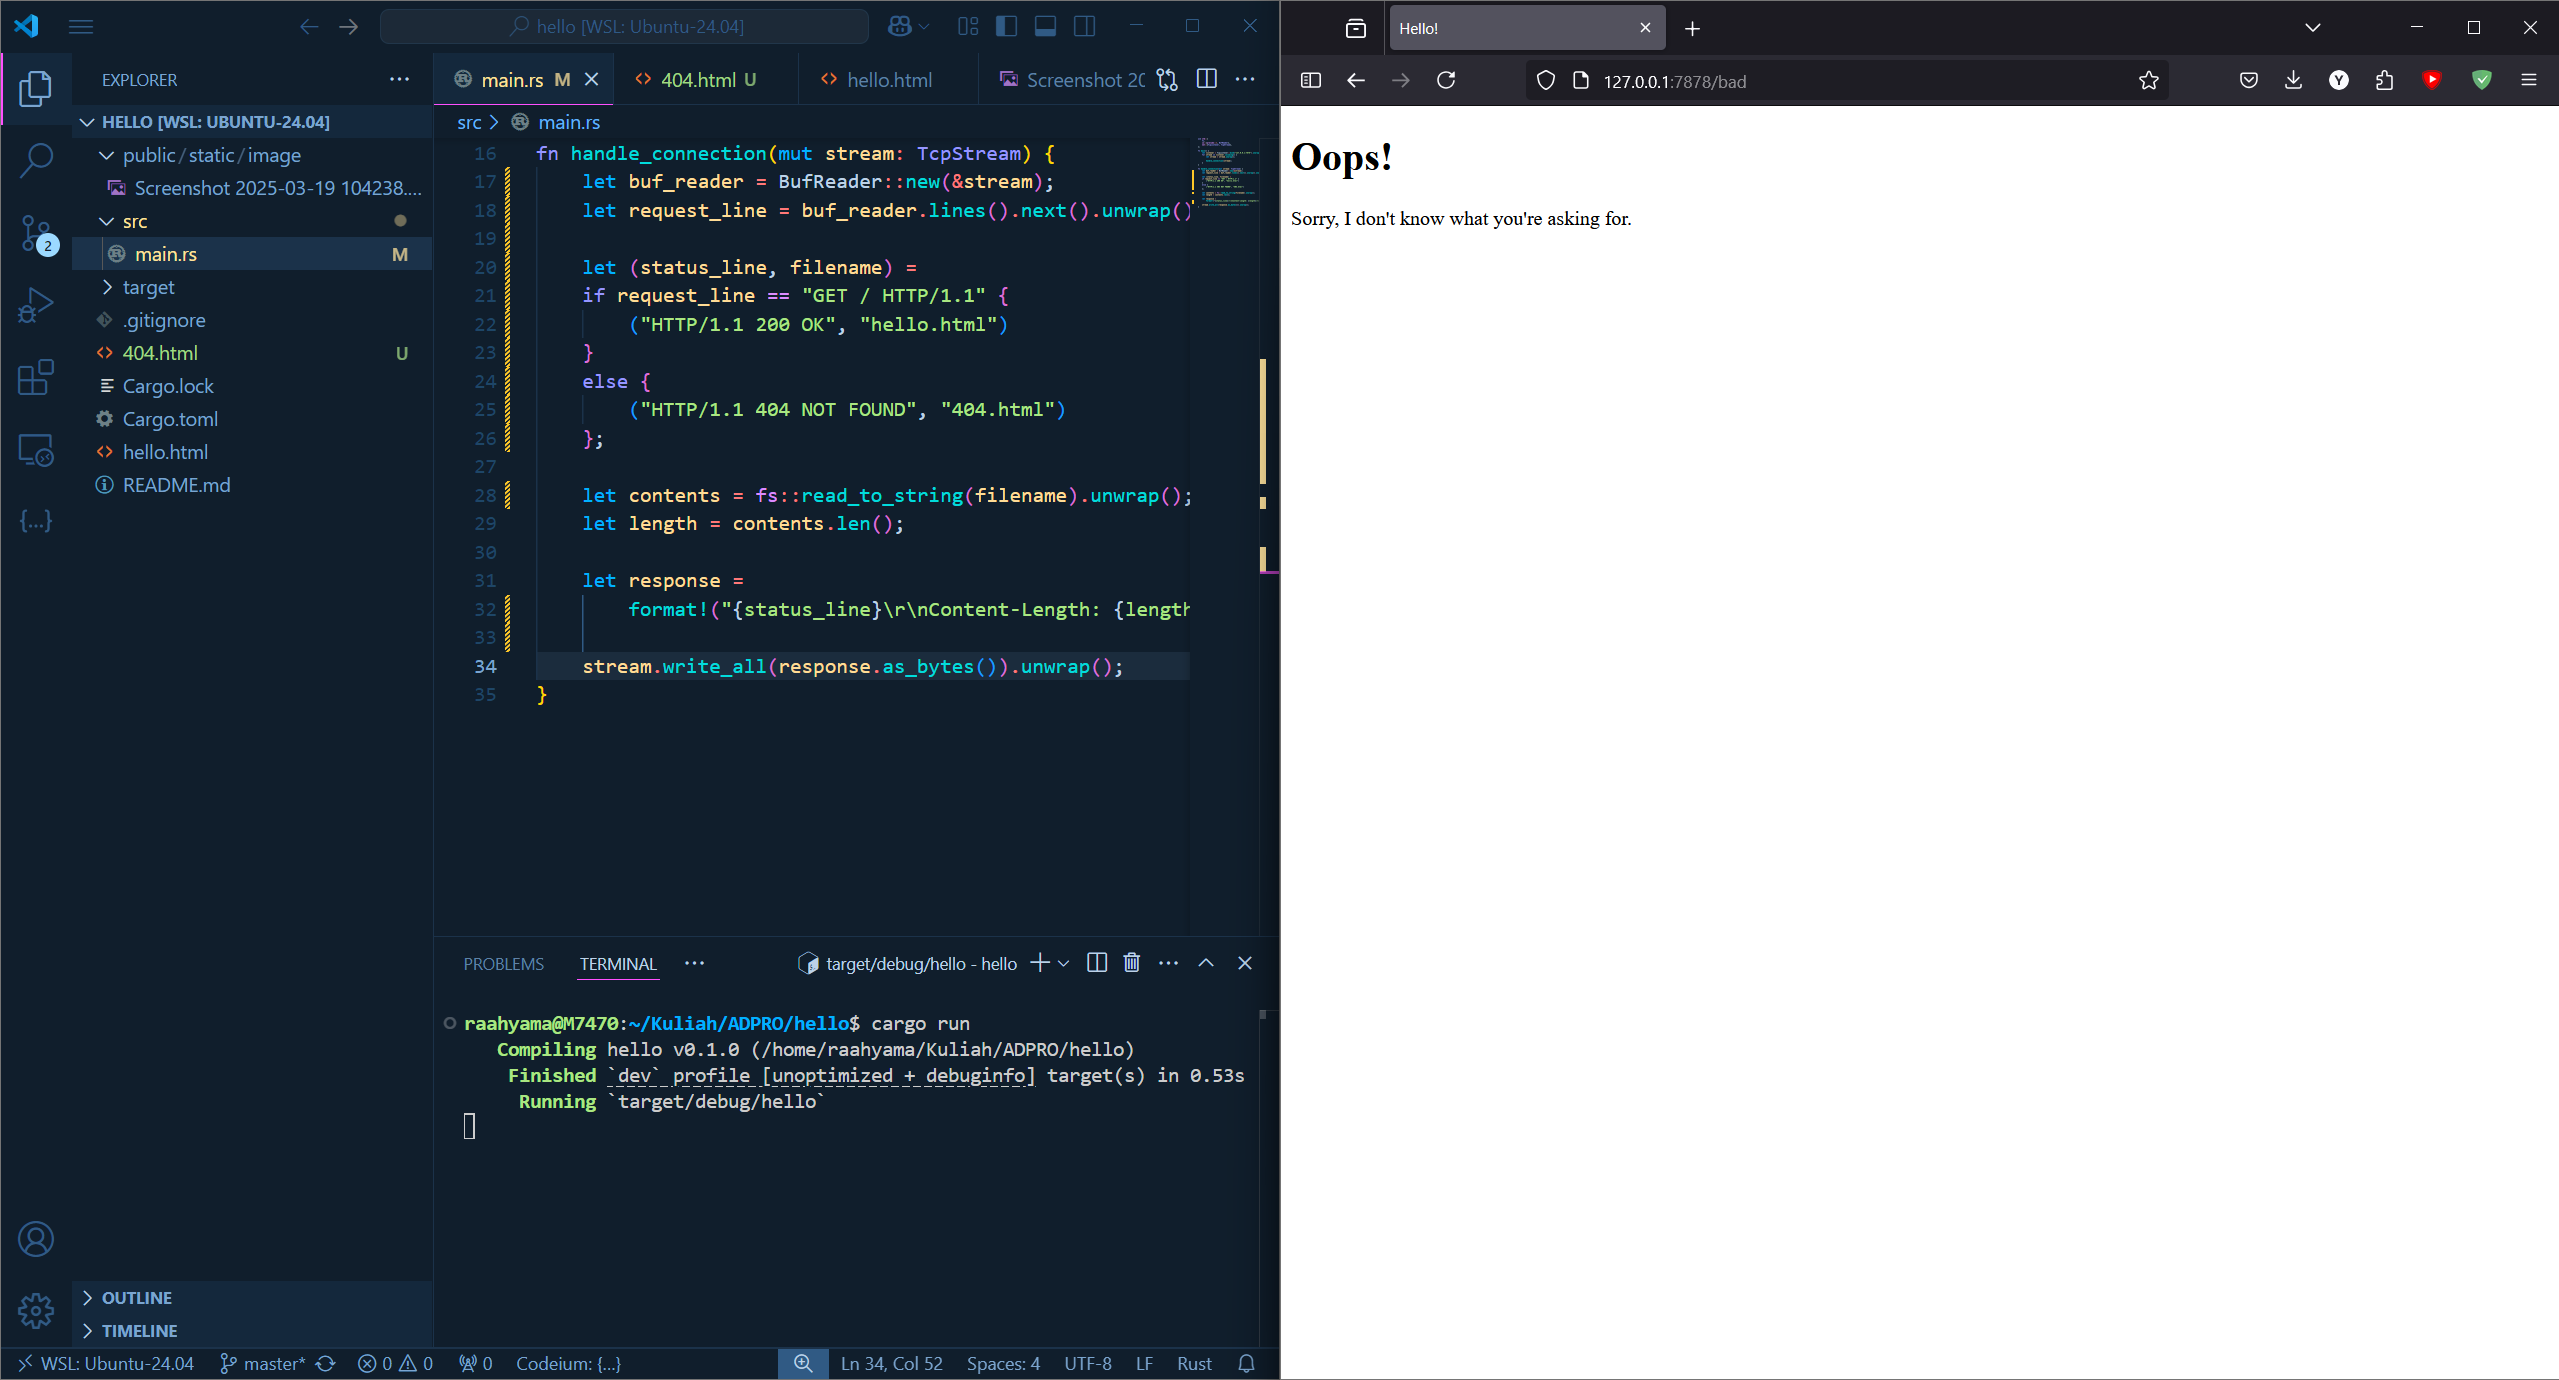 hello [WSL: Ubuntu-24.04]
EXPLORER
HELLO [WSL: UBUNTU-24.04]
public/static/image
Screenshot 2025-03-19 104238....
src
main.rs M
target
.gitignore
404.html U
Cargo.lock
Cargo.toml
hello.html
README.md
2
OUTLINE
TIMELINE
main.rs M
404.html U
hello.html
Screenshot 20
src > main.rs
16 fn handle_connection(mut stream: TcpStream) {
17 let buf_reader = BufReader::new(&stream);
18 let request_line = buf_reader.lines().next().unwrap()
19
20 let (status_line, filename) =
21 if request_line == "GET / HTTP/1.1" {
22 ("HTTP/1.1 200 OK", "hello.html")
23 }
24 else {
25 ("HTTP/1.1 404 NOT FOUND", "404.html")
26 };
27
28 let contents = fs::read_to_string(filename).unwrap();
29 let length = contents.len();
30
31 let response =
32 format!("{status_line}\r\nContent-Length: {length
33
34 stream.write_all(response.as_bytes()).unwrap();
35 }
PROBLEMS TERMINAL
target/debug/hello - hello
raahyama@M7470:~/Kuliah/ADPRO/hello$ cargo run
Compiling hello v0.1.0 (/home/raahyama/Kuliah/ADPRO/hello)
Finished `dev` profile [unoptimized + debuginfo] target(s) in 0.53s
Running `target/debug/hello`
WSL: Ubuntu-24.04 master* 0 0 0 Codeium: {...} Ln 34, Col 52 Spaces: 4 UTF-8 LF Rust
Hello!
127.0.0.1:7878/bad
Y
Oops!
Sorry, I don't know what you're asking for.